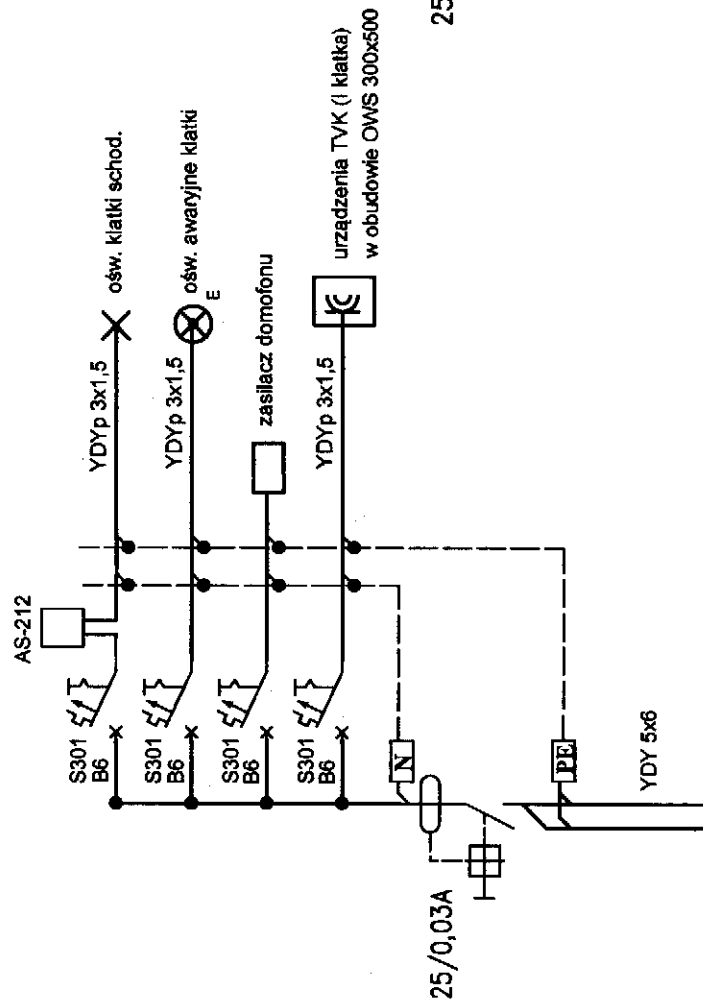 25
AS-212
S301
B6
YDYp 3x1,5
ośw. klatki schod.
S301
B6
YDYp 3x1,5
ośw. awaryjne klatki
E
S301
B6
zasilacz domofonu
S301
B6
YDYp 3x1,5
urządzenia TVK (I klatka)
w obudowie OWS 300x500
N
25/0,03A
PE
YDY 5x6